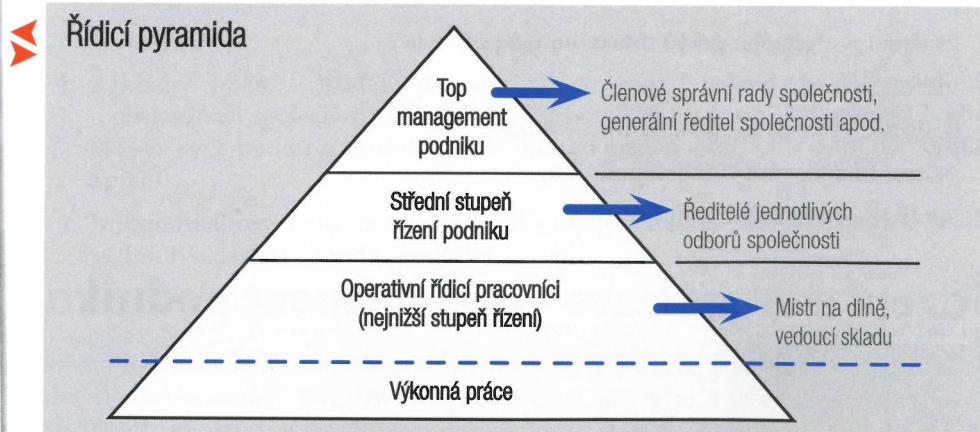 Řídicí pyramida
Top
management
podniku
Členové správní rady společnosti,
generální ředitel společnosti apod.
Střední stupeň
řízení podniku
Ředitelé jednotlivých
odborů společnosti
Operativní řídicí pracovníci
(nejnižší stupeň řízení)
Mistr na dílně,
vedoucí skladu
Výkonná práce